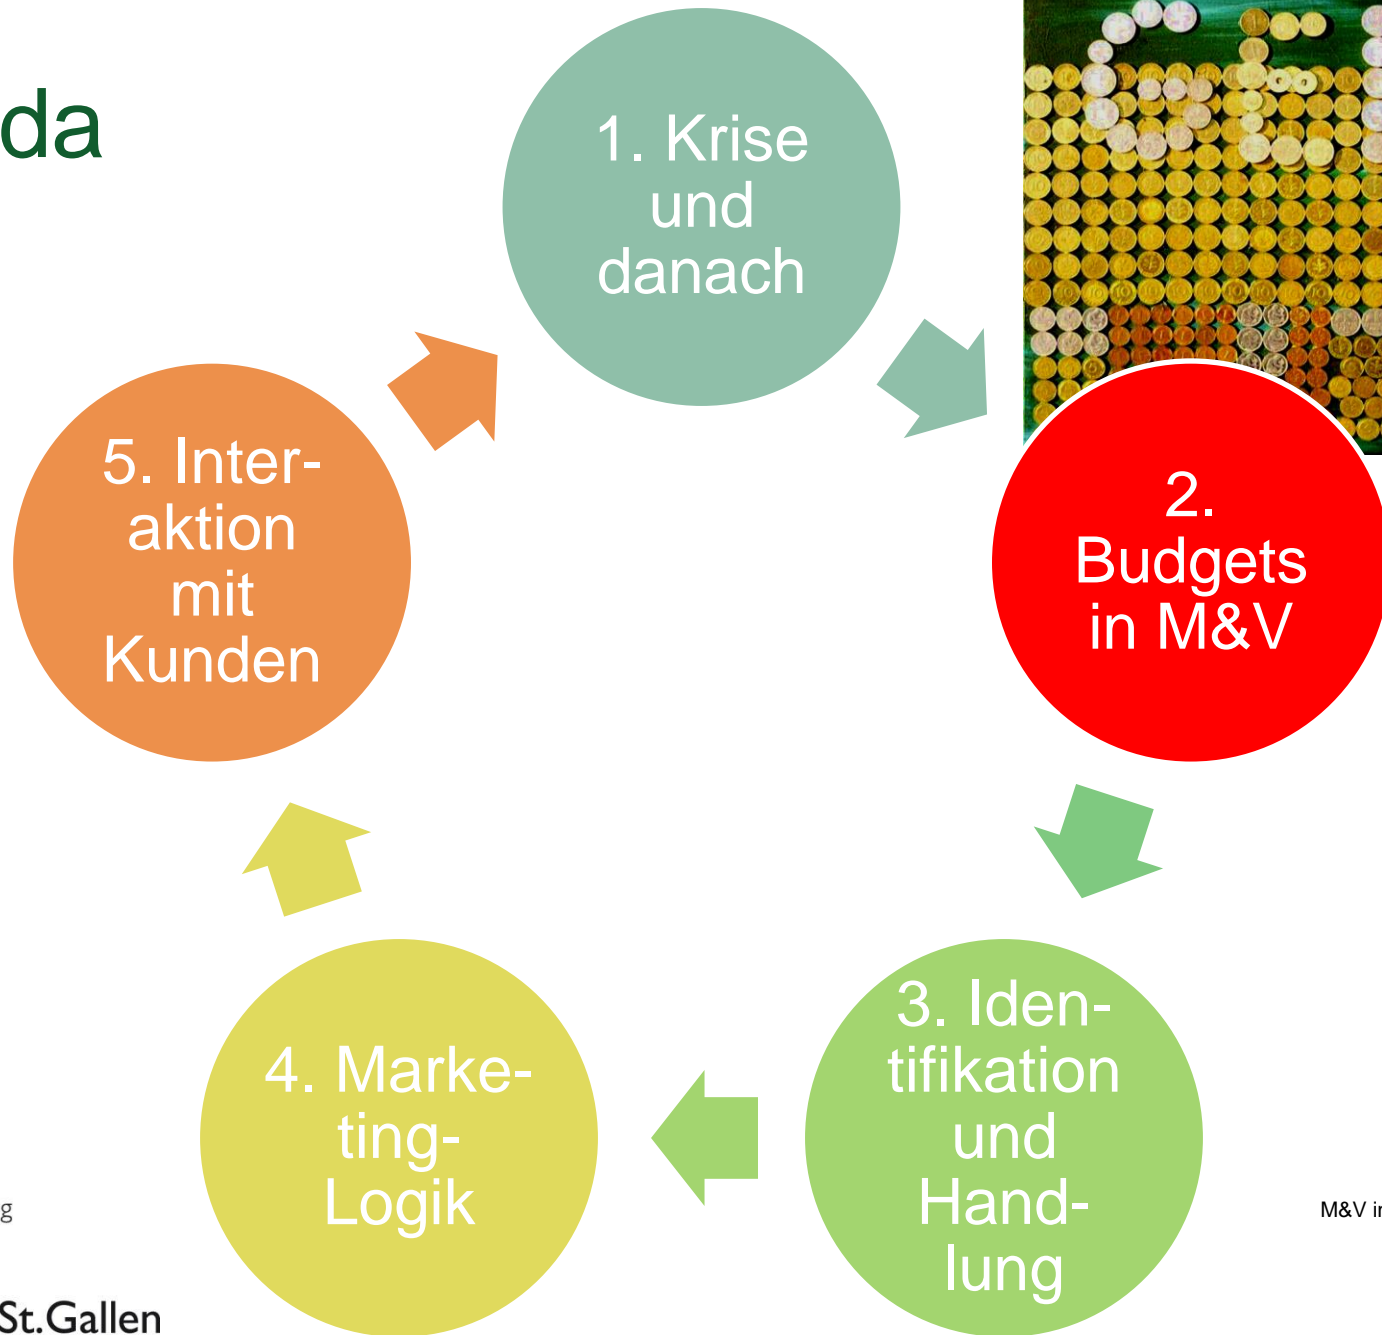 da
1. Krise
und
danach
2.
Budgets
in M&V
3. Iden-
tifikation
und
Hand-
lung
4. Marke-
ting-
Logik
5. Inter-
aktion
mit
Kunden
g
M&V in
St.Gallen